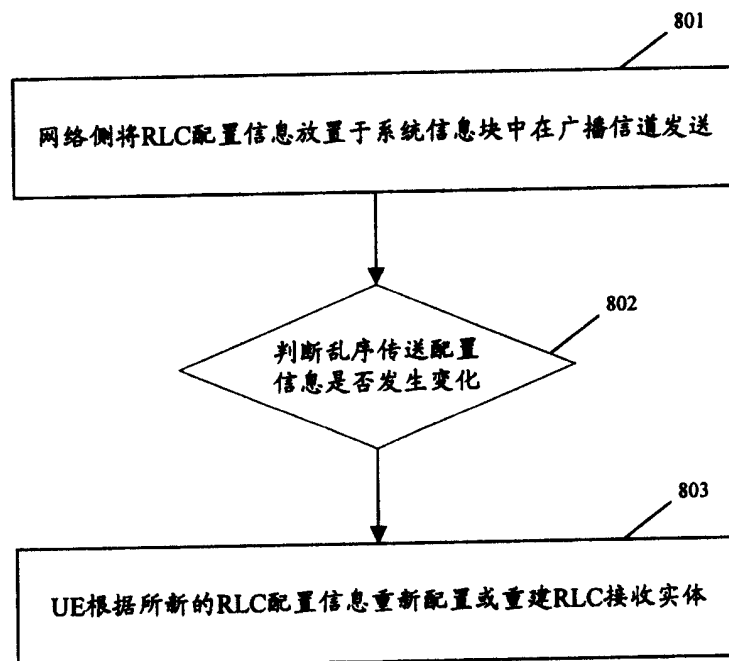 801
网络侧将RLC配置信息放置于系统信息块中在广播信道发送
802
判断乱序传送配置
信息是否发生变化
803
UE根据所新的RLC配置信息重新配置或重建RLC接收实体